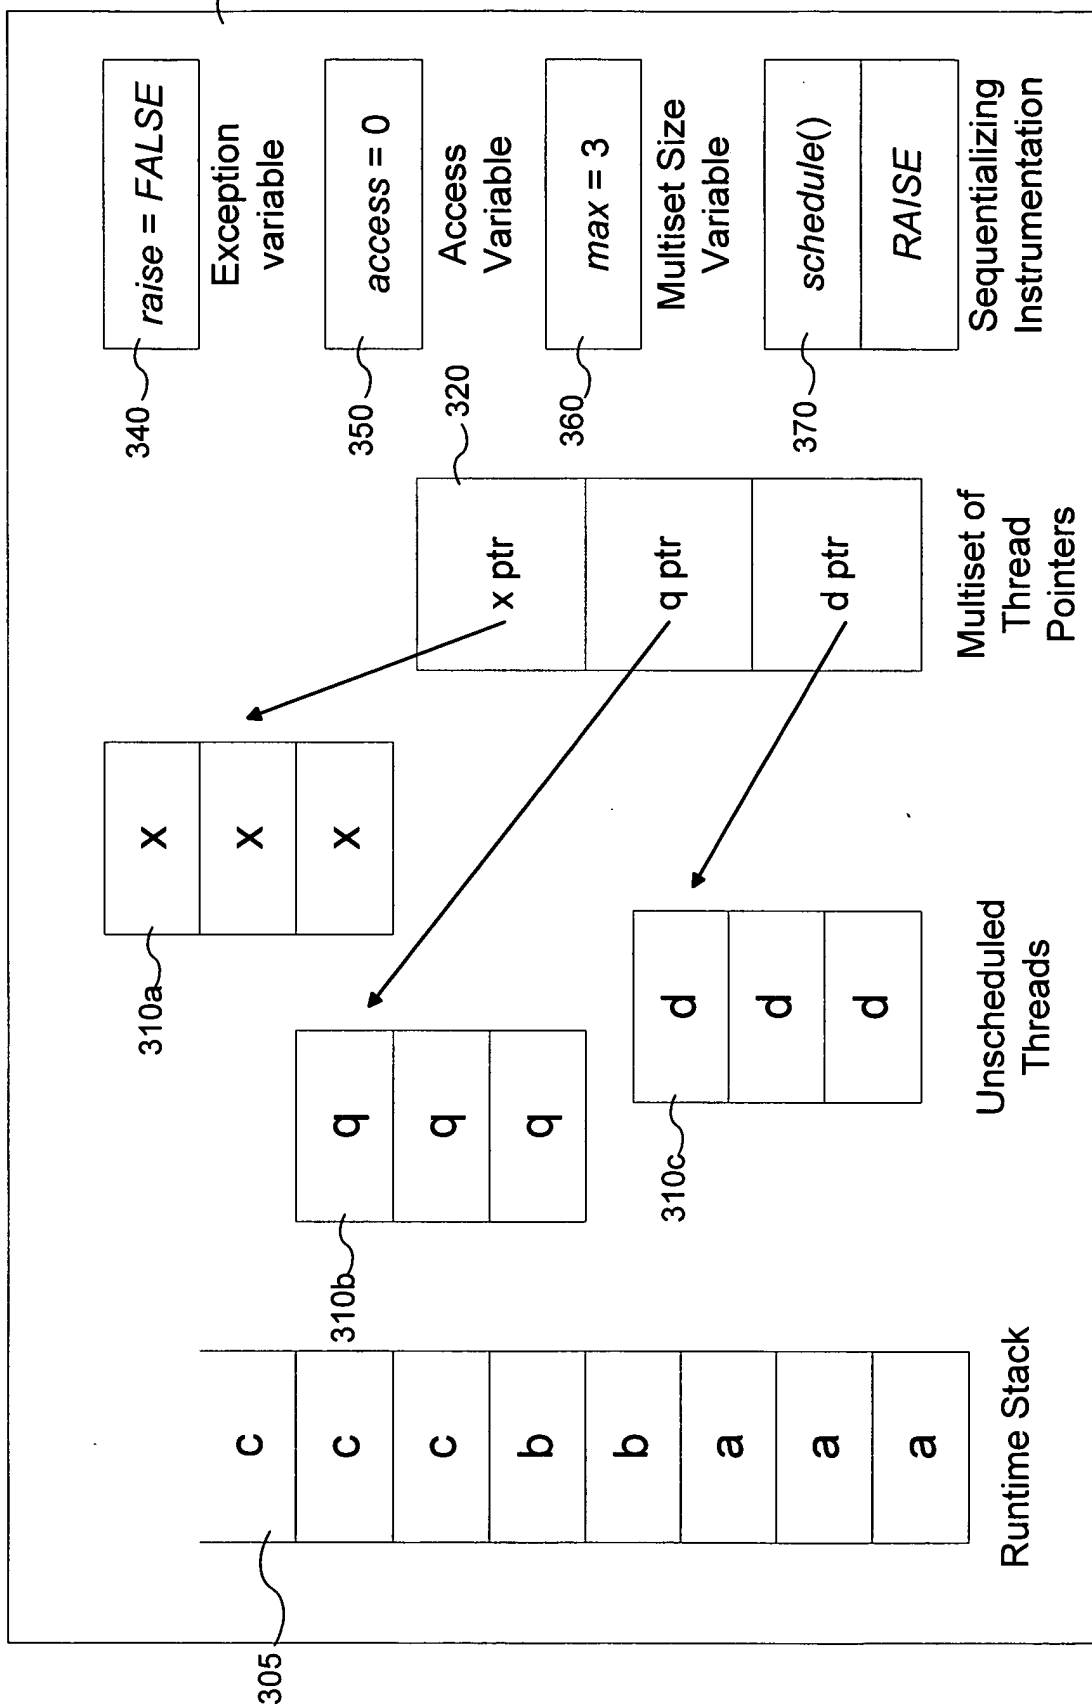 305
c
c
c
b
b
a
a
a
Runtime Stack
310b
q
q
q
310a
x
x
x
310c
d
d
d
Unscheduled
Threads
320
x ptr
q ptr
d ptr
Multiset of
Thread
Pointers
340
raise = FALSE
Exception
variable
350
access = 0
Access
Variable
360
max = 3
Multiset Size
Variable
370
schedule()
RAISE
Sequentializing
Instrumentation